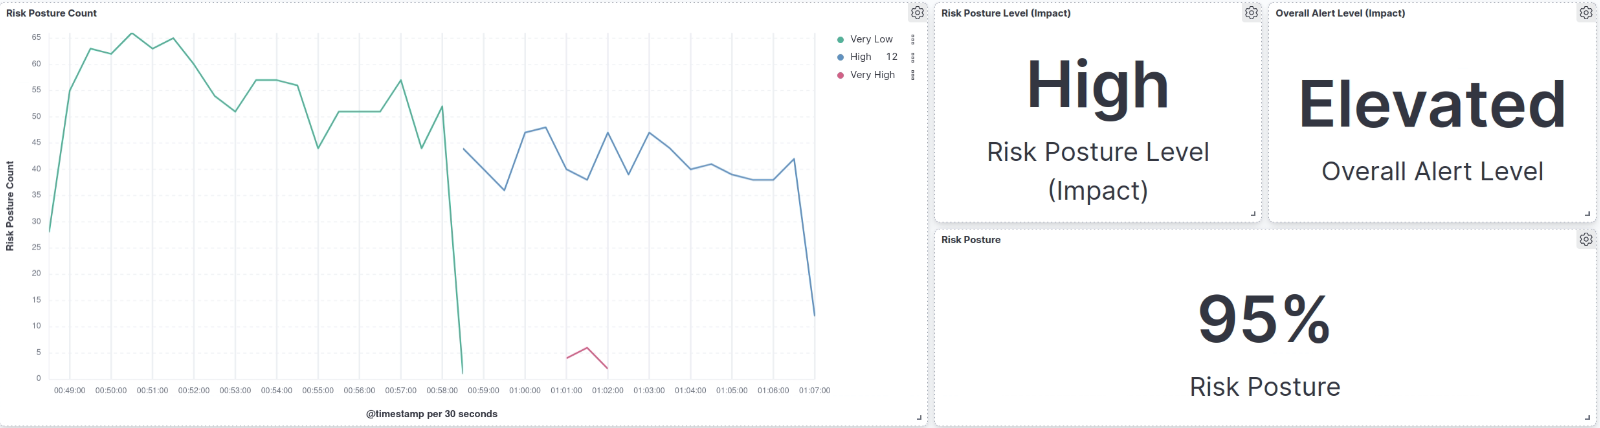 Risk Posture Count
Risk Posture Count
65
60
55
50
45
40
35
30
25
20
15
10
5
0
00:49:00 00:50:00 00:51:00 00:52:00 00:53:00 00:54:00 00:55:00 00:56:00 00:57:00 00:58:00 00:59:00 01:00:00 01:01:00 01:02:00 01:03:00 01:04:00 01:05:00 01:06:00 01:07:00
@timestamp per 30 seconds
Very Low
High 12
Very High
Risk Posture Level (Impact)
High
Risk Posture Level
(Impact)
Overall Alert Level (Impact)
Elevated
Overall Alert Level
Risk Posture
95%
Risk Posture